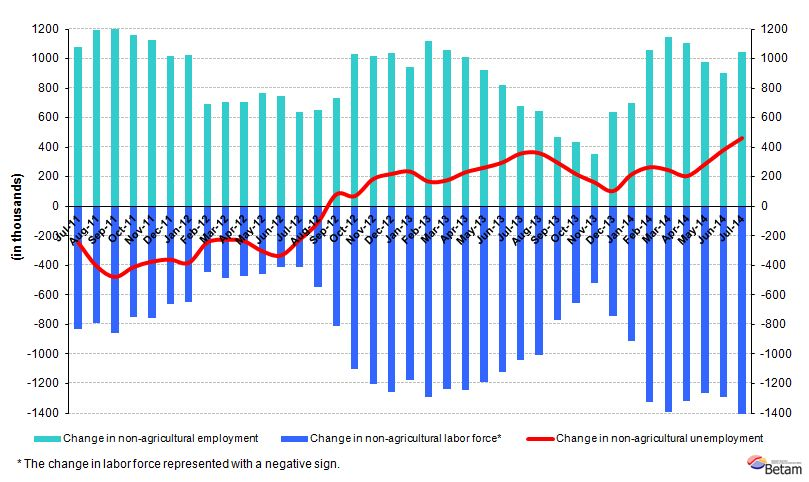 1200 1200
1000 1000
800 800
600 600
400 400
200 200
0 0
-200 -200
-400 -400
-600 -600
-800 -800
-1000 -1000
-1200 -1200
-1400 -1400
(in thousands)
Jul-11 Aug-11 Sep-11 Oct-11 Nov-11 Dec-11 Jan-12 Feb-12 Mar-12 Apr-12 May-12 Jun-12 Jul-12 Aug-12 Sep-12 Oct-12 Nov-12 Dec-12 Jan-13 Feb-13 Mar-13 Apr-13 May-13 Jun-13 Jul-13 Aug-13 Sep-13 Oct-13 Nov-13 Dec-13 Jan-14 Feb-14 Mar-14 Apr-14 May-14 Jun-14 Jul-14
Change in non-agricultural employment Change in non-agricultural labor force* Change in non-agricultural unemployment
* The change in labor force represented with a negative sign.
Betam